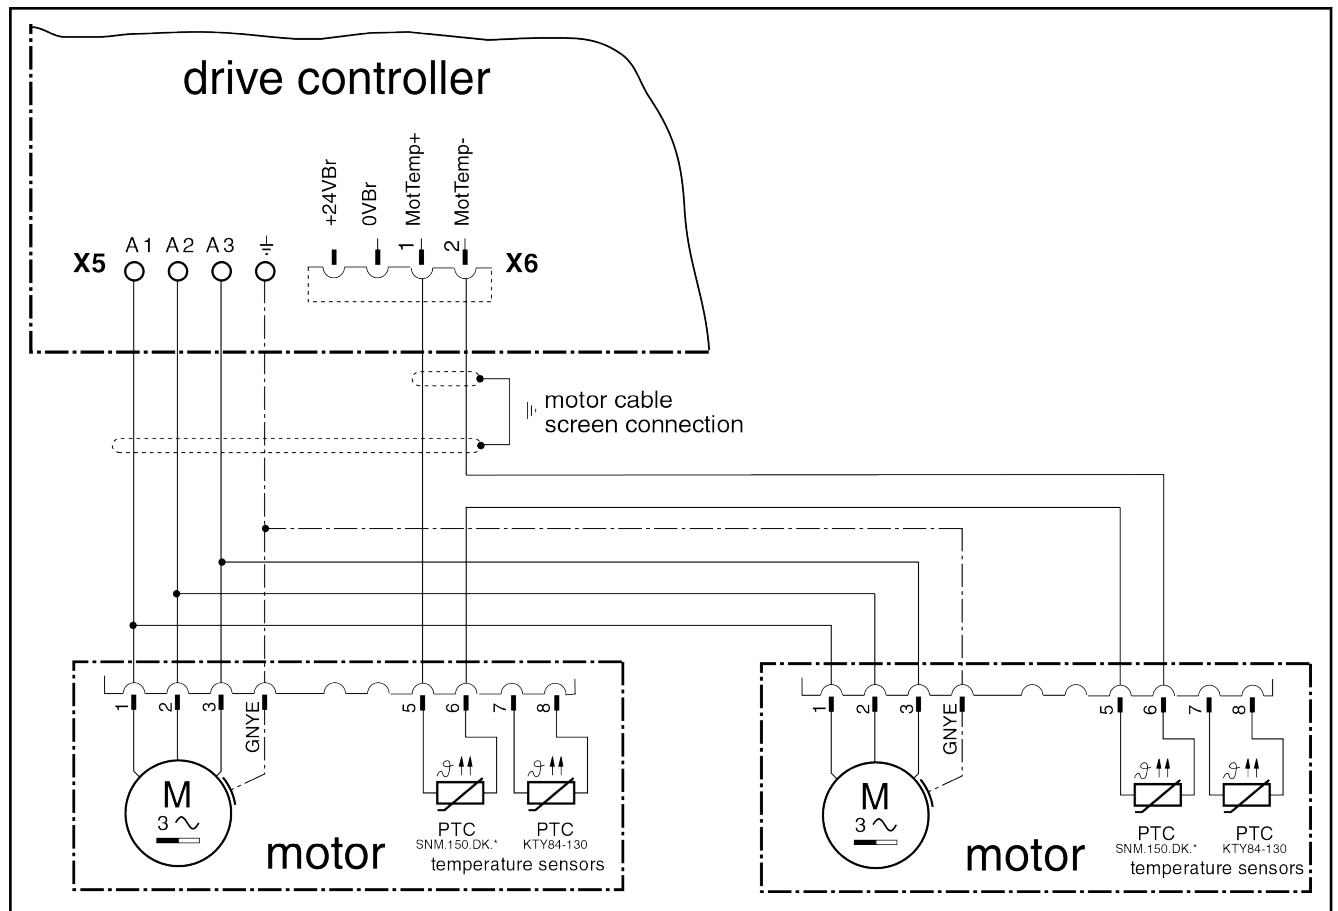 drive controller
+24VBr
0VBr
MotTemp+
MotTemp-
1
2
X5
A1 A2 A3
X6
motor cable
screen connection
1
2
3
GNYE
5
6
7
8
M
3
PTC
SNM.150.DK.*
PTC
KTY84-130
temperature sensors
motor
1
2
3
GNYE
5
6
7
8
M
3
PTC
SNM.150.DK.*
PTC
KTY84-130
temperature sensors
motor